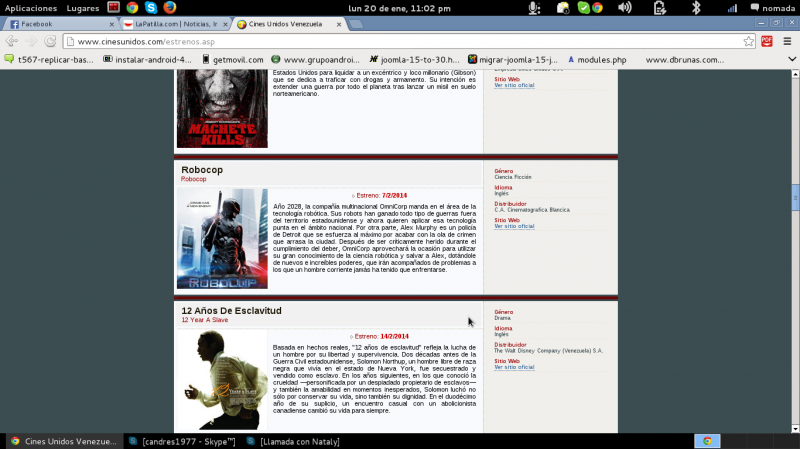 Aplicaciones Lugares lun 20 de ene, 11:02 pm nomada
Facebook
LaPatilla.com | Noticias, Ir
Cines Unidos Venezuela
www.cinesunidos.com/estrenos.asp
t567-replicar-bas...
instalar-android-4...
getmovil.com
www.grupoandroi...
joomla-15-to-30.h...
migrar-joomla-15-j...
modules.php
www.dbrunas.com...
Estados Unidos para liquidar a un excéntrico y loco millonario (Gibson)
que se dedica a traficar con drogas y armamento. Su intención es
extender una guerra por todo el planeta tras lanzar un misil en suelo
norteamericano.
MACHETE
KILLS
Sitio Web
Ver sitio oficial
Robocop
Robocop
» Estreno: 7/2/2014
Año 2028, la compañía multinacional OmniCorp manda en el área de la
tecnología robótica. Sus robots han ganado todo tipo de guerras fuera
del territorio estadounidense y ahora quieren aplicar esa tecnología
punta en el ámbito nacional. Por otra parte, Alex Murphy es un policía
de Detroit que se esfuerza al máximo por acabar con la ola de crimen
que arrasa la ciudad. Después de ser críticamente herido durante el
cumplimiento del deber, OmniCorp aprovechará la ocasión para utilizar
su gran conocimiento de la ciencia robótica y salvar a Alex, dotándole
de nuevos e increíbles poderes, que irán acompañados de problemas a
los que un hombre corriente jamás ha tenido que enfrentarse.
ROBOCOP
Género
Ciencia Ficción
Idioma
Inglés
Distribuidor
C.A. Cinematografica Blancica
Sitio Web
Ver sitio oficial
12 Años De Esclavitud
12 Year A Slave
» Estreno: 14/2/2014
Basada en hechos reales, "12 años de esclavitud" refleja la lucha de
un hombre por su libertad y supervivencia. Dos décadas antes de la
Guerra Civil estadounidense, Solomon Northup, un hombre libre de raza
negra que vivía en el estado de Nueva York, fue secuestrado y
vendido como esclavo. En los años siguientes, en los que conoció la
crueldad —personificada por un despiadado propietario de esclavos—
y también la amabilidad en momentos inesperados, Solomon luchó no
sólo por conservar su vida, sino también su dignidad. En el duodécimo
año de su suplicio, un encuentro casual con un abolicionista
canadiense cambió su vida para siempre.
Género
Drama
Idioma
Inglés
Distribuidor
The Walt Disney Company (Venezuela) S.A.
Sitio Web
Ver sitio oficial
Cines Unidos Venezue...
[candres1977 - Skype™]
[Llamada con Nataly]